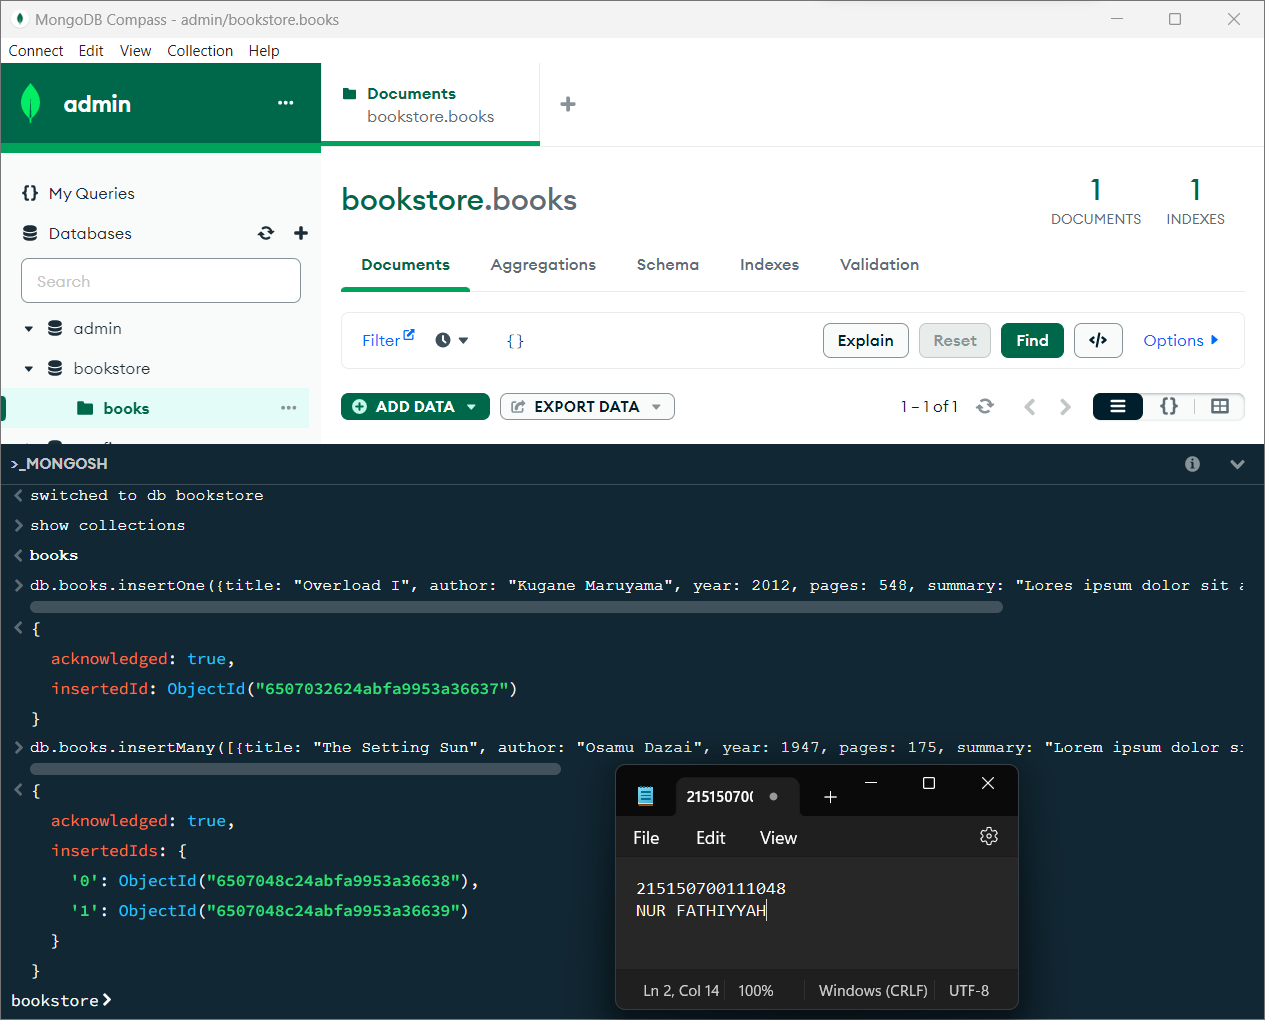 MongoDB Compass - admin/bookstore.books
Connect Edit View Collection Help
admin
Documents
bookstore.books
My Queries
Databases
Search
admin
bookstore
books
bookstore.books
1
DOCUMENTS
1
INDEXES
Documents Aggregations Schema Indexes Validation
Filter {} Explain Reset Find </> Options
ADD DATA EXPORT DATA 1 – 1 of 1 {}
>_MONGOSH
switched to db bookstore
show collections
books
db.books.insertOne({title: "Overload I", author: "Kugane Maruyama", year: 2012, pages: 548, summary: "Lores ipsum dolor sit a
{
acknowledged: true,
insertedId: ObjectId("6507032624abfa9953a36637")
}
db.books.insertMany([{title: "The Setting Sun", author: "Osamu Dazai", year: 1947, pages: 175, summary: "Lorem ipsum dolor si
{
acknowledged: true,
insertedIds: {
'0': ObjectId("6507048c24abfa9953a36638"),
'1': ObjectId("6507048c24abfa9953a36639")
}
}
bookstore>
21515070
File Edit View
215150700111048
NUR FATHIYYAH
Ln 2, Col 14 100% Windows (CRLF) UTF-8